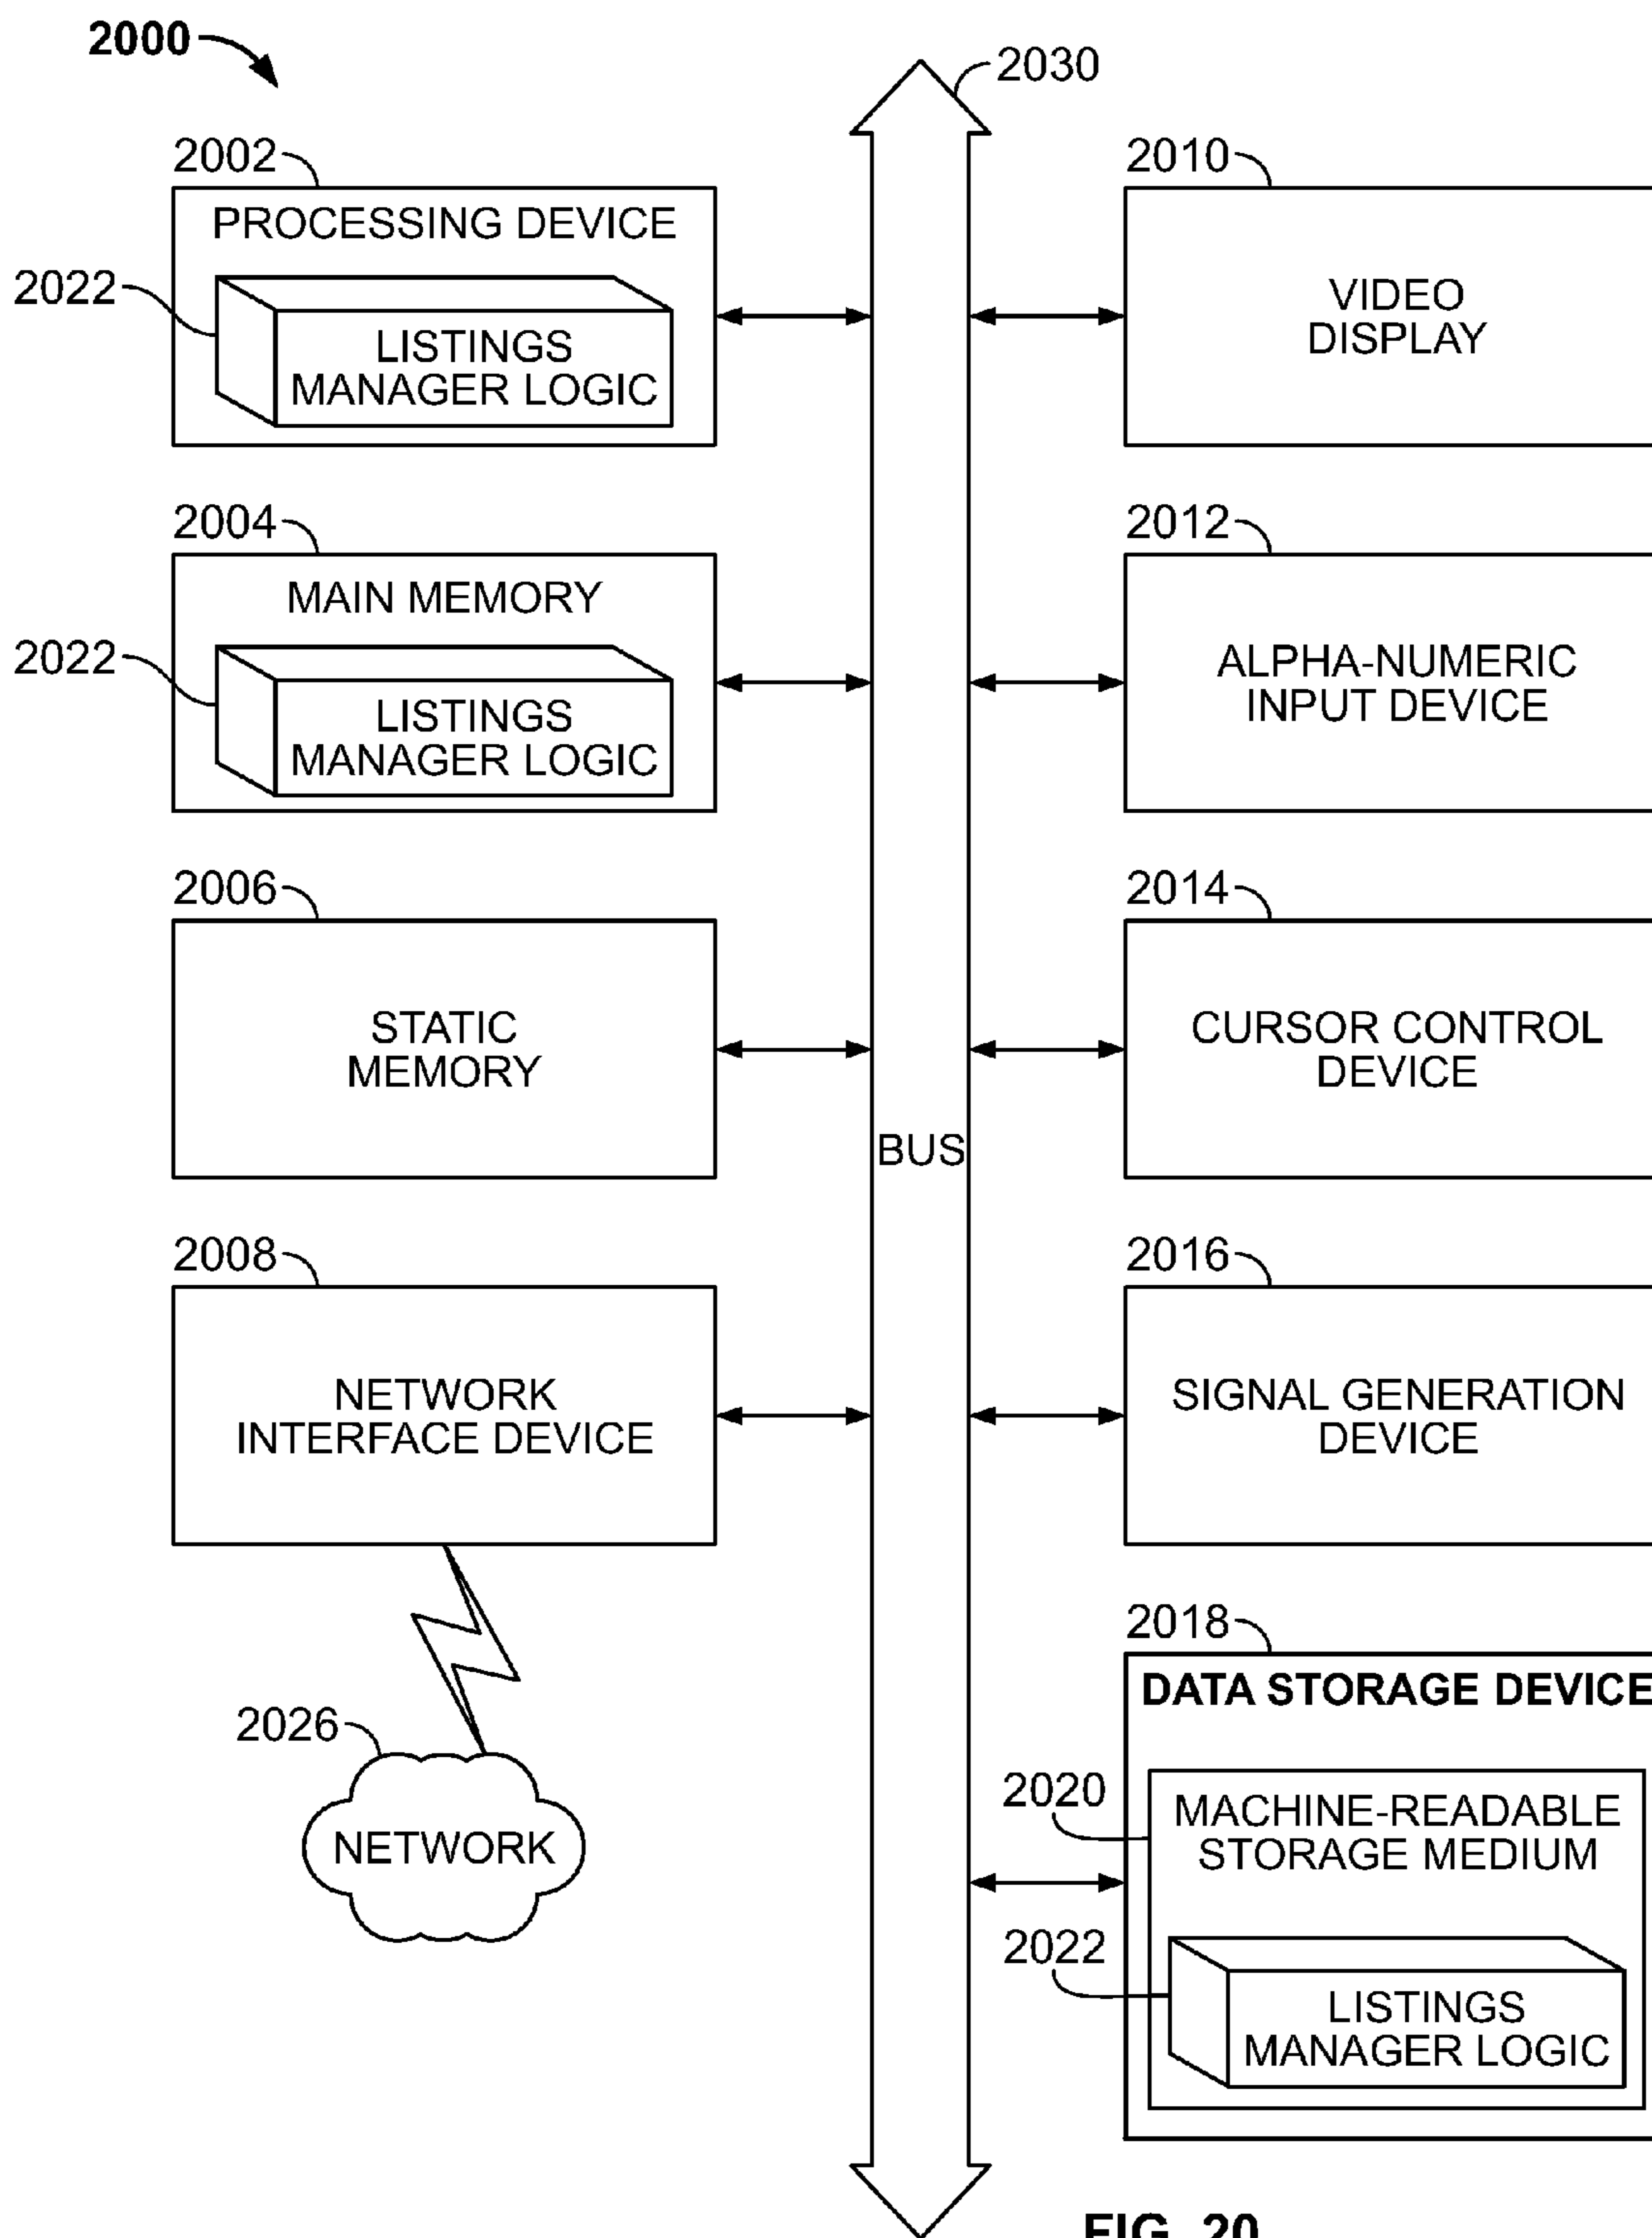 2000
2030
2002
PROCESSING DEVICE
2022
LISTINGS
MANAGER LOGIC
2004
MAIN MEMORY
2022
LISTINGS
MANAGER LOGIC
2006
STATIC
MEMORY
2008
NETWORK
INTERFACE DEVICE
2026
NETWORK
BUS
2010
VIDEO
DISPLAY
2012
ALPHA-NUMERIC
INPUT DEVICE
2014
CURSOR CONTROL
DEVICE
2016
SIGNAL GENERATION
DEVICE
2018
DATA STORAGE DEVICE
2020
MACHINE-READABLE
STORAGE MEDIUM
2022
LISTINGS
MANAGER LOGIC
FIG. 20